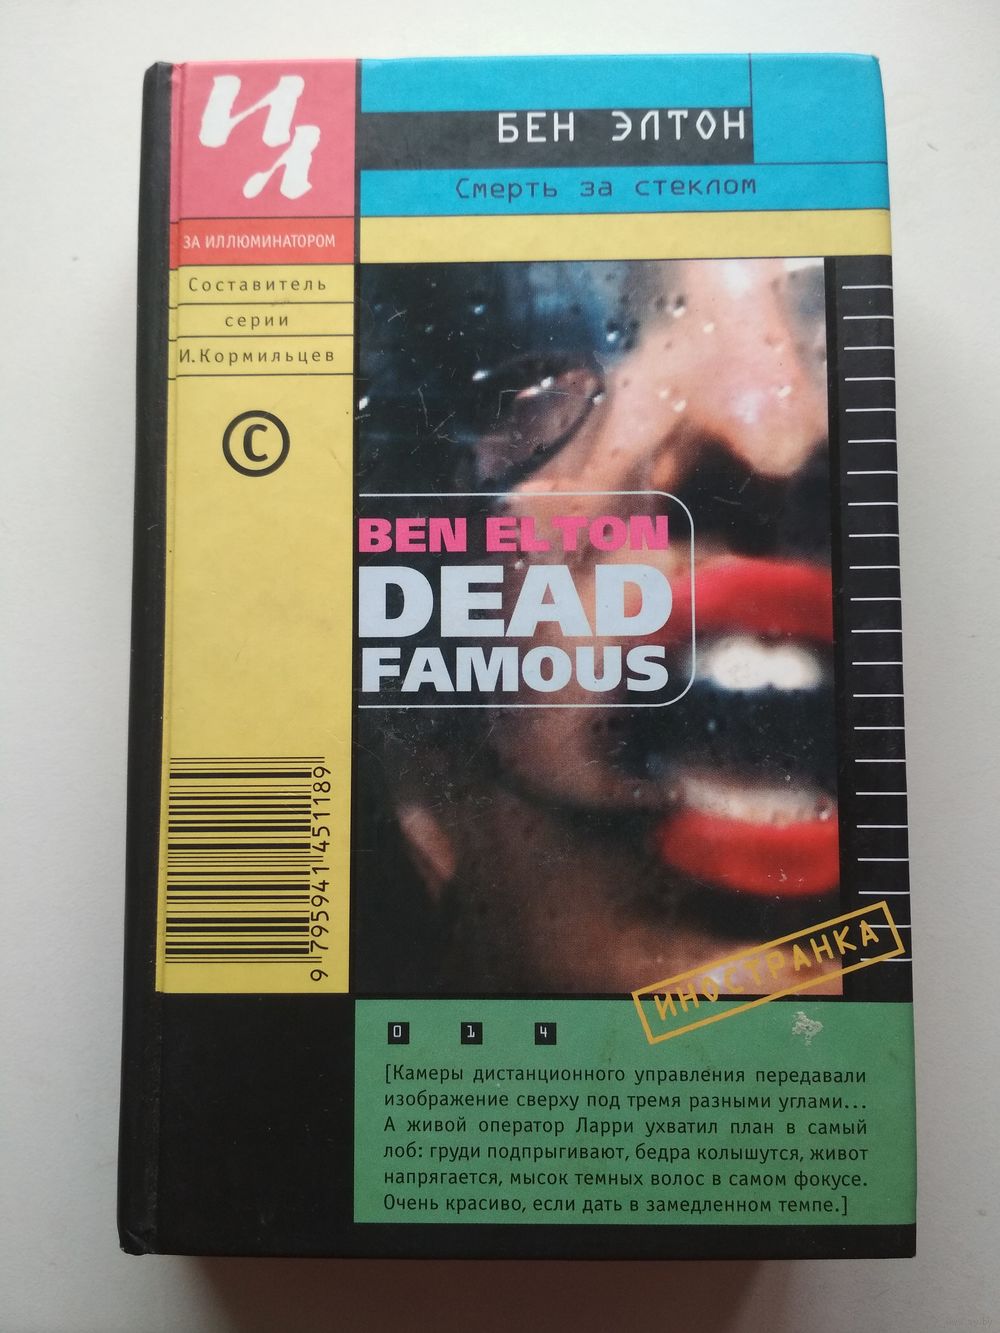 ИЛ
ЗА ИЛЛЮМИНАТОРОМ
Составитель
серии
И.Кормильцев
©
9 795941 451189
БЕН ЭЛТОН
Смерть за стеклом
BEN ELTON
DEAD
FAMOUS
ИНОСТРАНКА
0 1 4
[Камеры дистанционного управления передавали
изображение сверху под тремя разными углами...
А живой оператор Ларри ухватил план в самый
лоб: груди подпрыгивают, бедра колышутся, живот
напрягается, мысок темных волос в самом фокусе.
Очень красиво, если дать в замедленном темпе.]